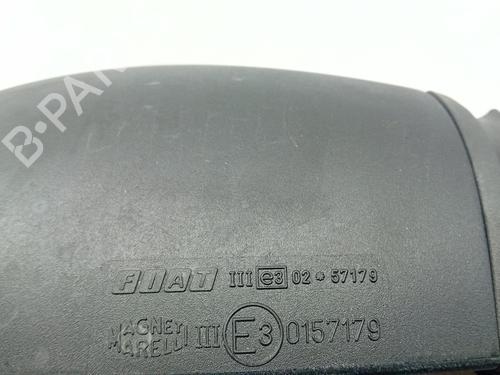 B-PA
FIAT III e3 02*57179
MAGNETI MARELLI III E3 0157179